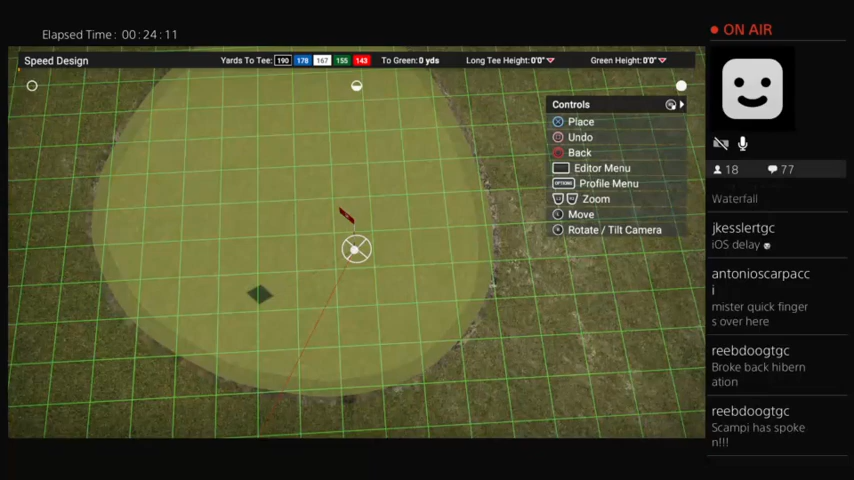 Elapsed Time : 00:24:11
ON AIR
Speed Design
Yards To Tee: 190 178 167 155 143
To Green: 0 yds
Long Tee Height: 0'0"
Green Height: 0'0"
Controls
Place
Undo
Back
Editor Menu
OPTIONS Profile Menu
Zoom
Move
Rotate / Tilt Camera
18 77
Waterfall
jkesslertgc
iOS delay
antonioscarpacc
i
mister quick finger
s over here
reebdoogtgc
Broke back hibern
ation
reebdoogtgc
Scampi has spoke
n!!!